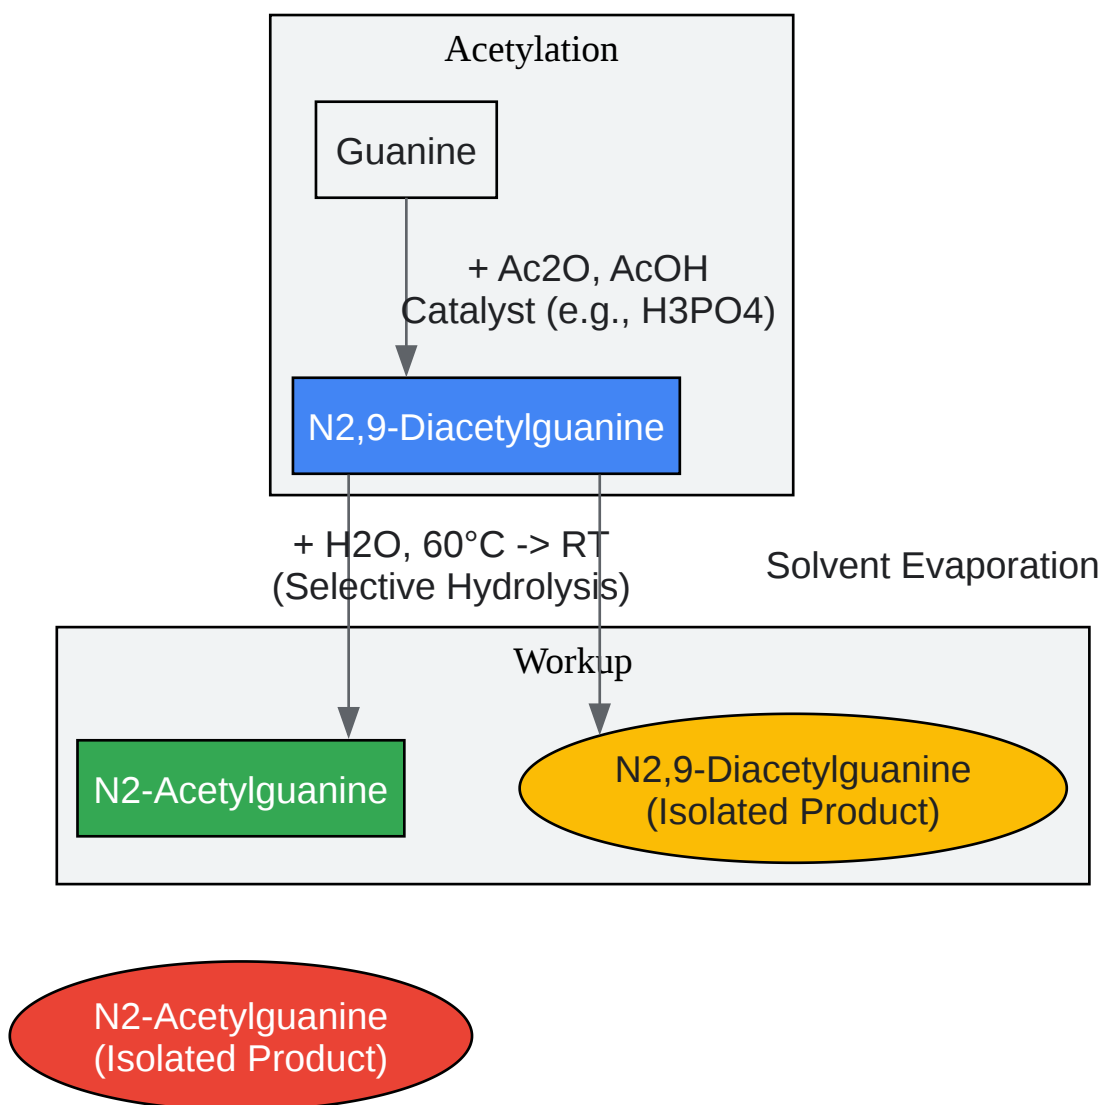 Acetylation
Guanine
+ Ac2O, AcOH
Catalyst (e.g., H3PO4)
N2,9-Diacetylguanine
+ H2O, 60°C -> RT
(Selective Hydrolysis)
Solvent Evaporation
Workup
N2-Acetylguanine
N2,9-Diacetylguanine
(Isolated Product)
N2-Acetylguanine
(Isolated Product)